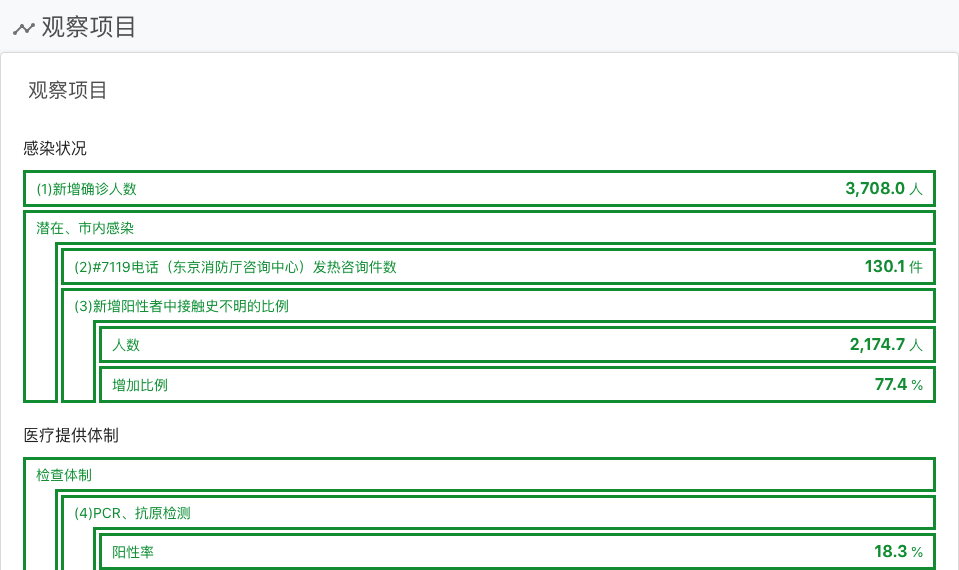 观察项目
观察项目
感染状况
(1)新增确诊人数 3,708.0 人
潜在、市内感染
(2)#7119电话（东京消防厅咨询中心）发热咨询件数 130.1 件
(3)新增阳性者中接触史不明的比例
人数 2,174.7 人
增加比例 77.4 %
医疗提供体制
检查体制
(4)PCR、抗原检测
阳性率 18.3 %